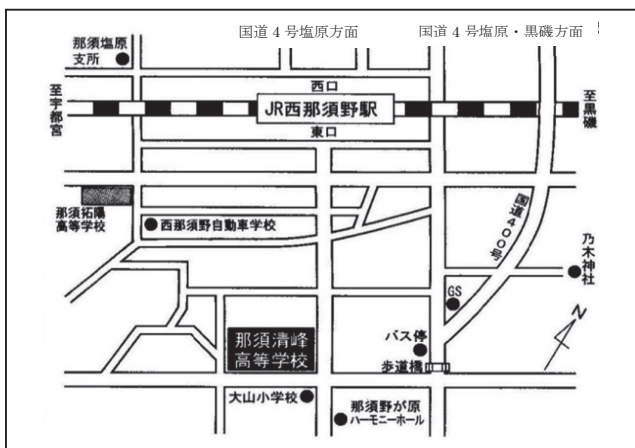 国道4号塩原方面
国道4号塩原・黒磯方面
那須塩原
支所
西口
至宇都宮
JR西那須野駅
至黒磯
東口
那須拓陽
高等学校
西那須野自動車学校
国道400号
乃木神社
GS
N
那須清峰
高等学校
バス停
歩道橋
大山小学校
那須野が原
ハーモニーホール